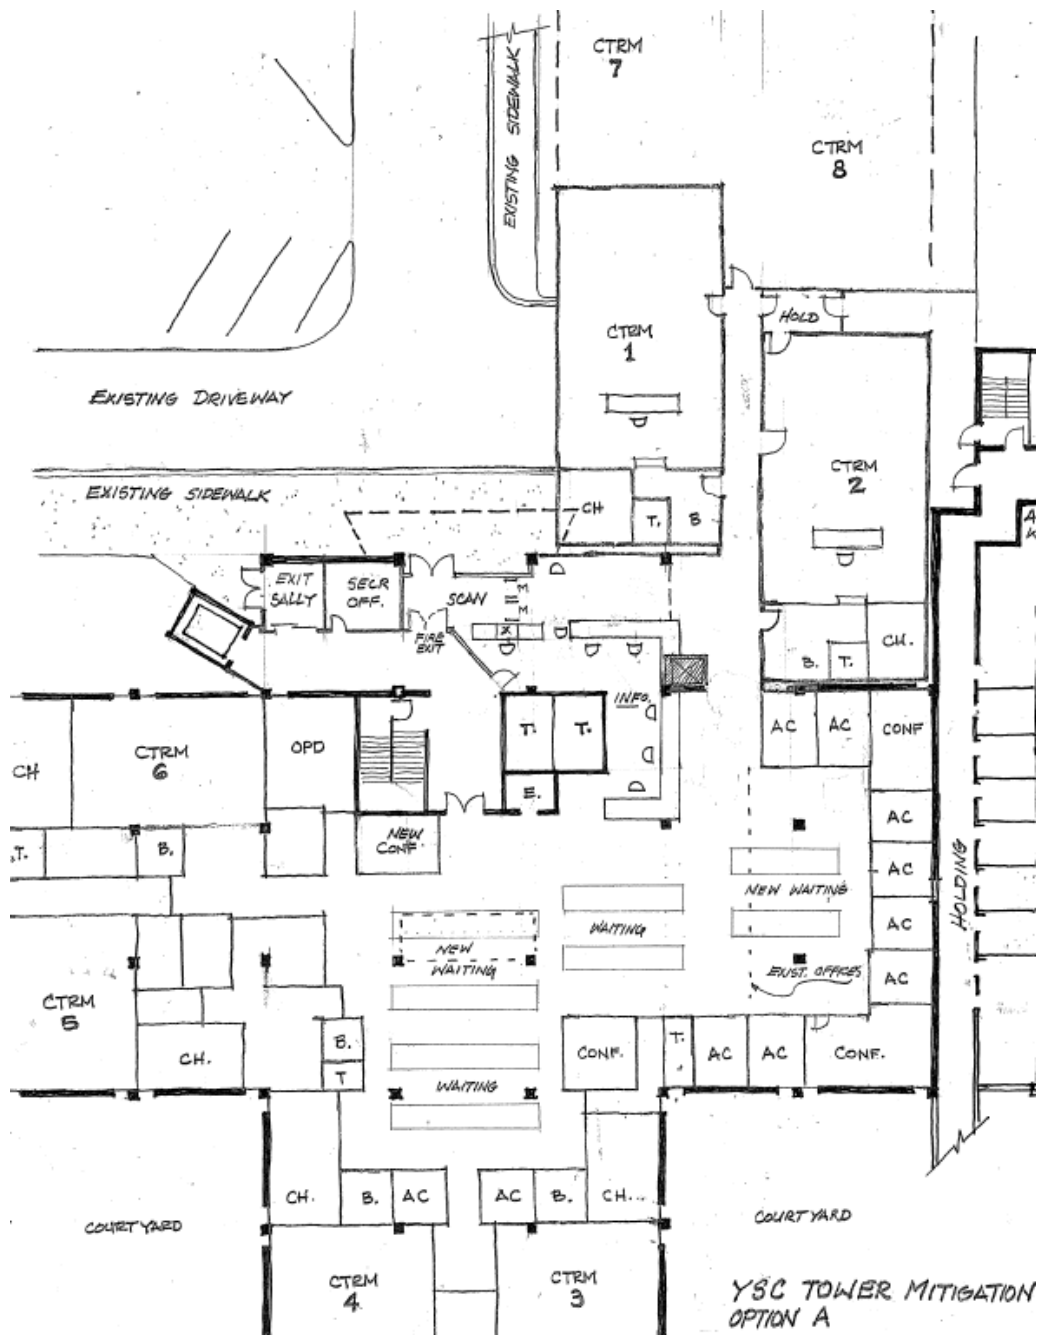 CTRM
7
CTRM
8
EXISTING SIDEWALK
HOLD
CTRM
1
EXISTING DRIVEWAY
CTRM
2
EXISTING SIDEWALK
CH
T.
B
EXIT
SALLY
SECR
OFF.
SCAN
X
FIRE
EXIT
B.
T.
CH.
INFO.
CH
CTRM
6
OPD
T.
T.
AC
AC
CONF
E.
AC
NEW
CONF.
T.
B.
AC
NEW WAITING
HOLDING
WAITING
AC
NEW
WAITING
EXIST. OFFICES
AC
CTRM
5
CH.
B.
T
CONF.
T.
AC
AC
CONF.
WAITING
CH.
B.
AC
AC
B.
CH..
COURTYARD
COURTYARD
CTRM
4
CTRM
3
YSC TOWER MITIGATION
OPTION A